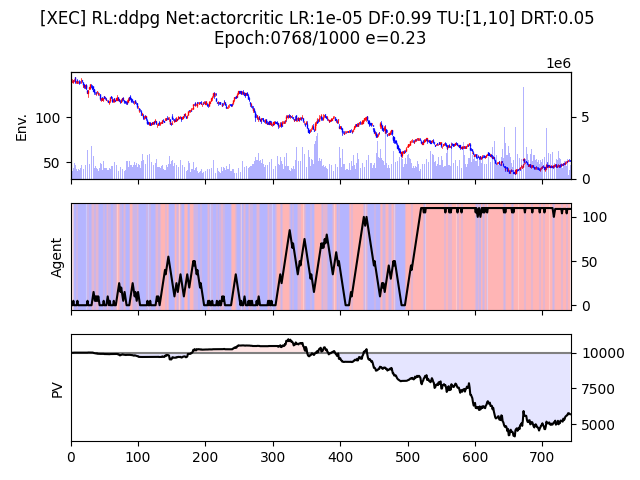 [XEC] RL:ddpg Net:actorcritic LR:1e-05 DF:0.99 TU:[1,10] DRT:0.05
Epoch:0768/1000 e=0.23
1e6
Env.
100
50
5
0
Agent
100
50
0
PV
10000
7500
5000
0 100 200 300 400 500 600 700